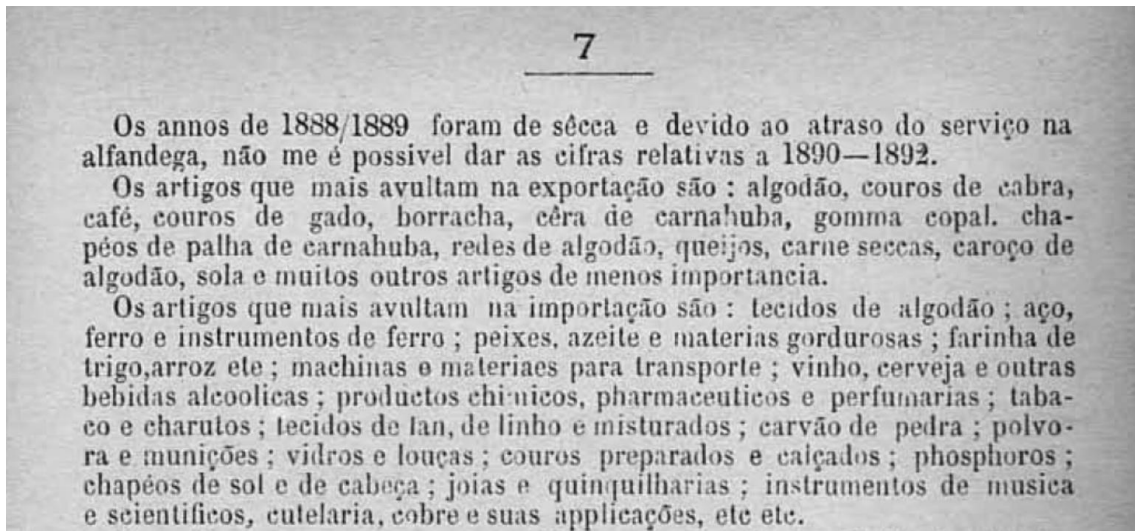 7
Os annos de 1888/1889 foram de sêcca e devido ao atraso do serviço na
alfandega, não me é possivel dar as cifras relativas a 1890—1892.
Os artigos que mais avultam na exportação são : algodão, couros de cabra,
café, couros de gado, borracha, cêra de carnahuba, gomma copal. cha-
péos de palha de carnahuba, redes de algodão, queijos, carne seccas, caroço de
algodão, sola e muitos outros artigos de menos importancia.
Os artigos que mais avultam na importação são : tecidos de algodão ; aço,
ferro e instrumentos de ferro ; peixes, azeite e materias gordurosas ; farinha de
trigo,arroz etc ; machinas e materiaes para transporte ; vinho, cerveja e outras
bebidas alcoolicas ; productos chimicos, pharmaceuticos e perfumarias ; taba-
co e charutos ; tecidos de lan, de linho e misturados ; carvão de pedra ; polvo-
ra e munições ; vidros e louças ; couros preparados e calçados ; phosphoros ;
chapéos de sol e de cabeça ; joias e quinquilharias ; instrumentos de musica
e scientificos, cutelaria, cobre e suas applicações, etc etc.